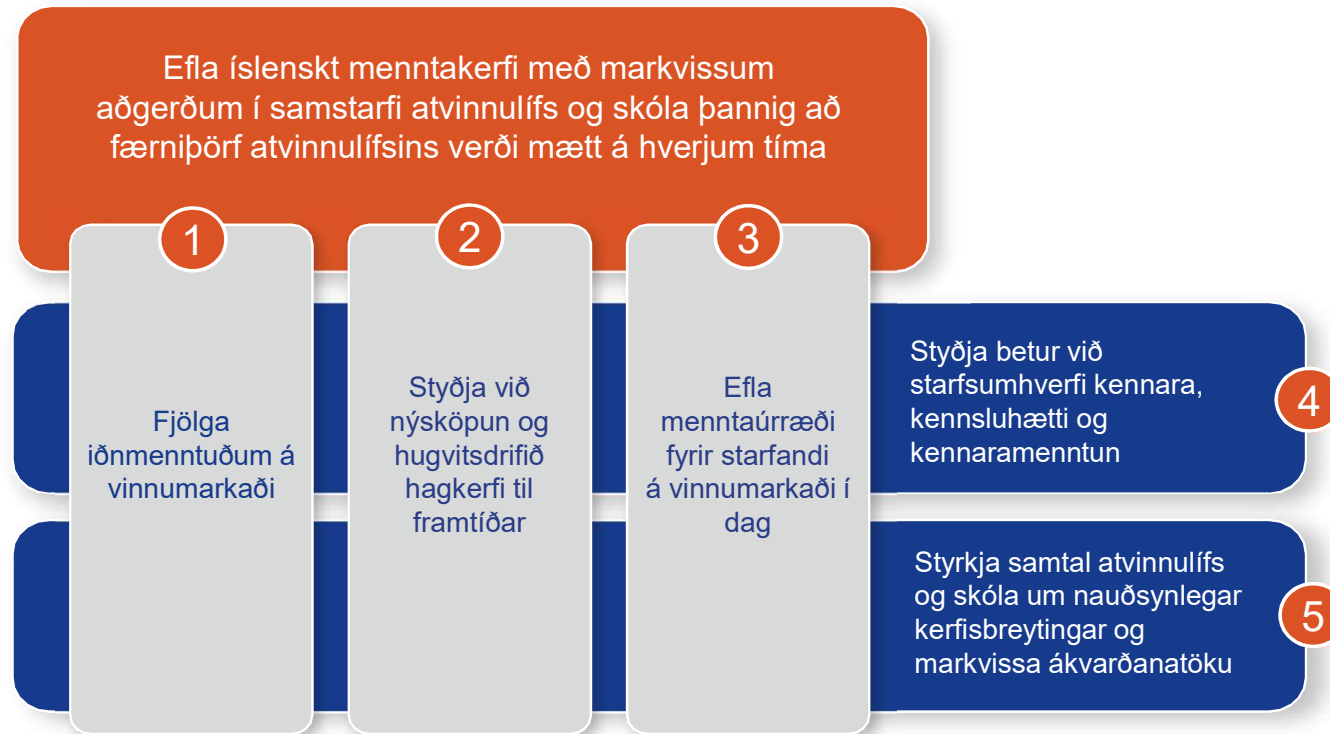 Efla íslenskt menntakerfi með markvissum
aðgerðum í samstarfi atvinnulífs og skóla þannig að
færniþörf atvinnulífsins verði mætt á hverjum tíma
1
Fjölga
iðnmenntuðum á
vinnumarkaði
2
Styðja við
nýsköpun og
hugvitsdrifið
hagkerfi til
framtíðar
3
Efla
menntaúrræði
fyrir starfandi
á vinnumarkaði í
dag
Styðja betur við
starfsumhverfi kennara,
kennsluhætti og
kennaramenntun
4
Styrkja samtal atvinnulífs
og skóla um nauðsynlegar
kerfisbreytingar og
markvissa ákvarðanatöku
5